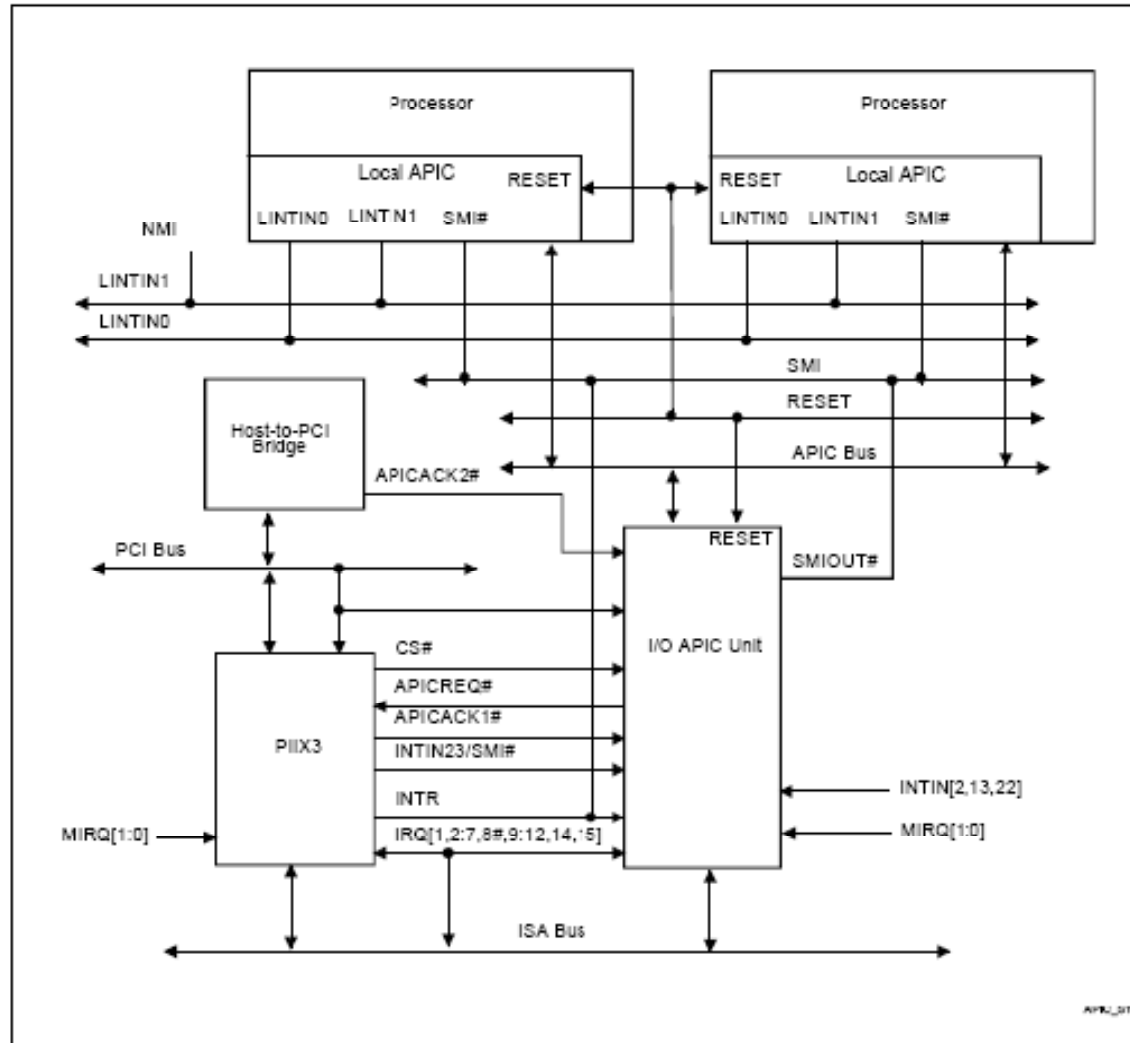 Processor
Processor
Local APIC
RESET
LINTIN0
LINTIN1
SMI#
Local APIC
RESET
LINTIN0
LINTIN1
SMI#
NMI
LINTIN1
LINTIN0
SMI
RESET
APIC Bus
Host-to-PCI
Bridge
APICACK2#
PCI Bus
RESET
SMIOUT#
I/O APIC Unit
CS#
APICREQ#
APICACK1#
PIIX3
INTIN23/SMI#
INTR
INTIN[2,13,22]
MIRQ[1:0]
IRQ[1,2:7,8#,9:12,14,15]
MIRQ[1:0]
ISA Bus